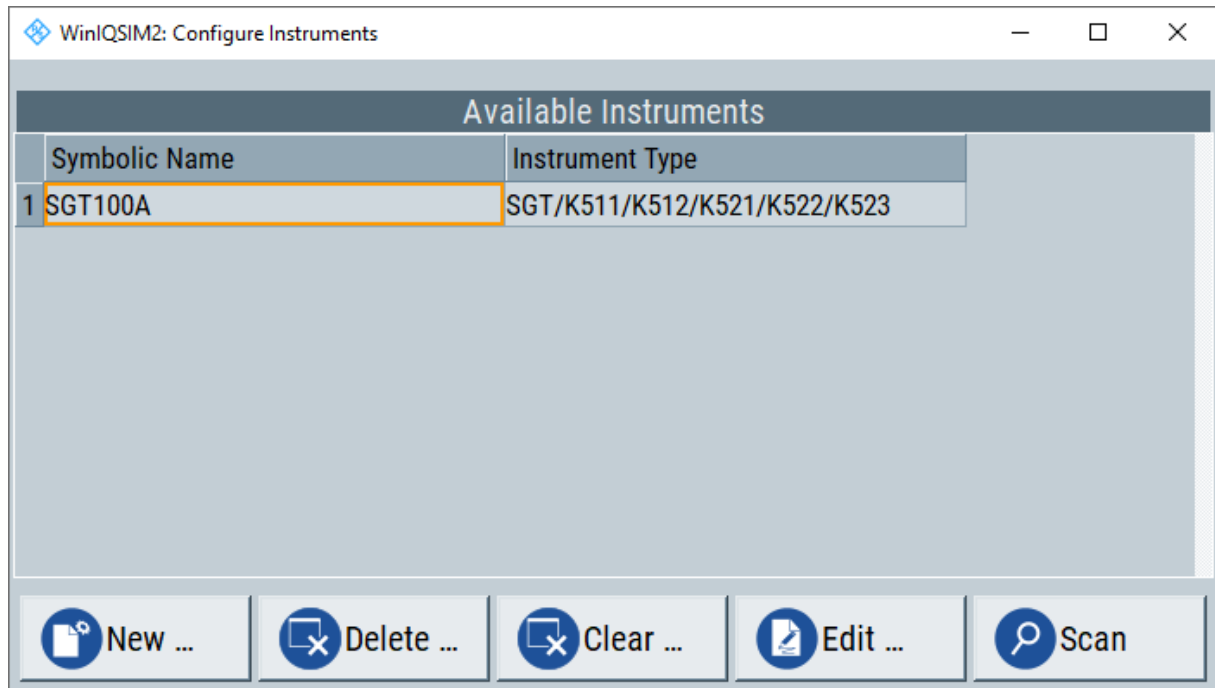 WinIQSIM2: Configure Instruments
Available Instruments
Symbolic Name Instrument Type
1 SGT100A SGT/K511/K512/K521/K522/K523
New ... Delete ... Clear ... Edit ... Scan